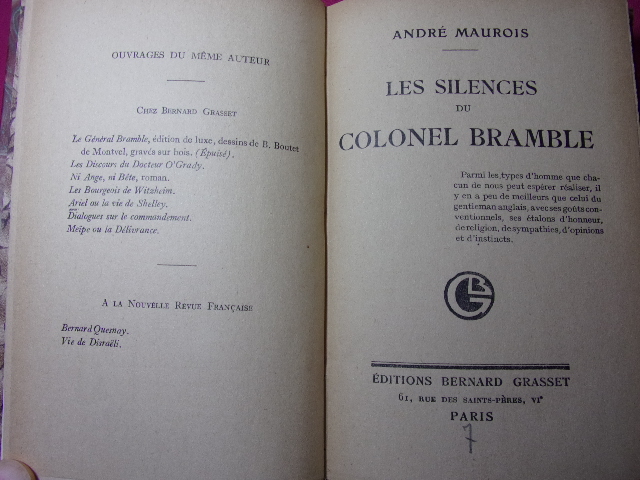 OUVRAGES DU MÊME AUTEUR
CHEZ BERNARD GRASSET
Le Général Bramble, édition de luxe, dessins de B. Boutet
de Montvel, gravés sur bois. (Épuisé).
Les Discours du Docteur O'Grady.
Ni Ange, ni Bête, roman.
Les Bourgeois de Witzheim.
Ariel ou la vie de Shelley.
Dialogues sur le commandement.
Meïpe ou la Délivrance.
A LA NOUVELLE REVUE FRANÇAISE
Bernard Quesnay.
Vie de Disraëli.
ANDRÉ MAUROIS
LES SILENCES
DU
COLONEL BRAMBLE
Parmi les types d'homme que cha-
cun de nous peut espérer réaliser, il
y en a peu de meilleurs que celui du
gentleman anglais, avec ses goûts con-
ventionnels, ses étalons d'honneur,
de religion, de sympathies, d'opinions
et d'instincts.
BG
ÉDITIONS BERNARD GRASSET
61, RUE DES SAINTS-PÈRES, VIe
PARIS
7